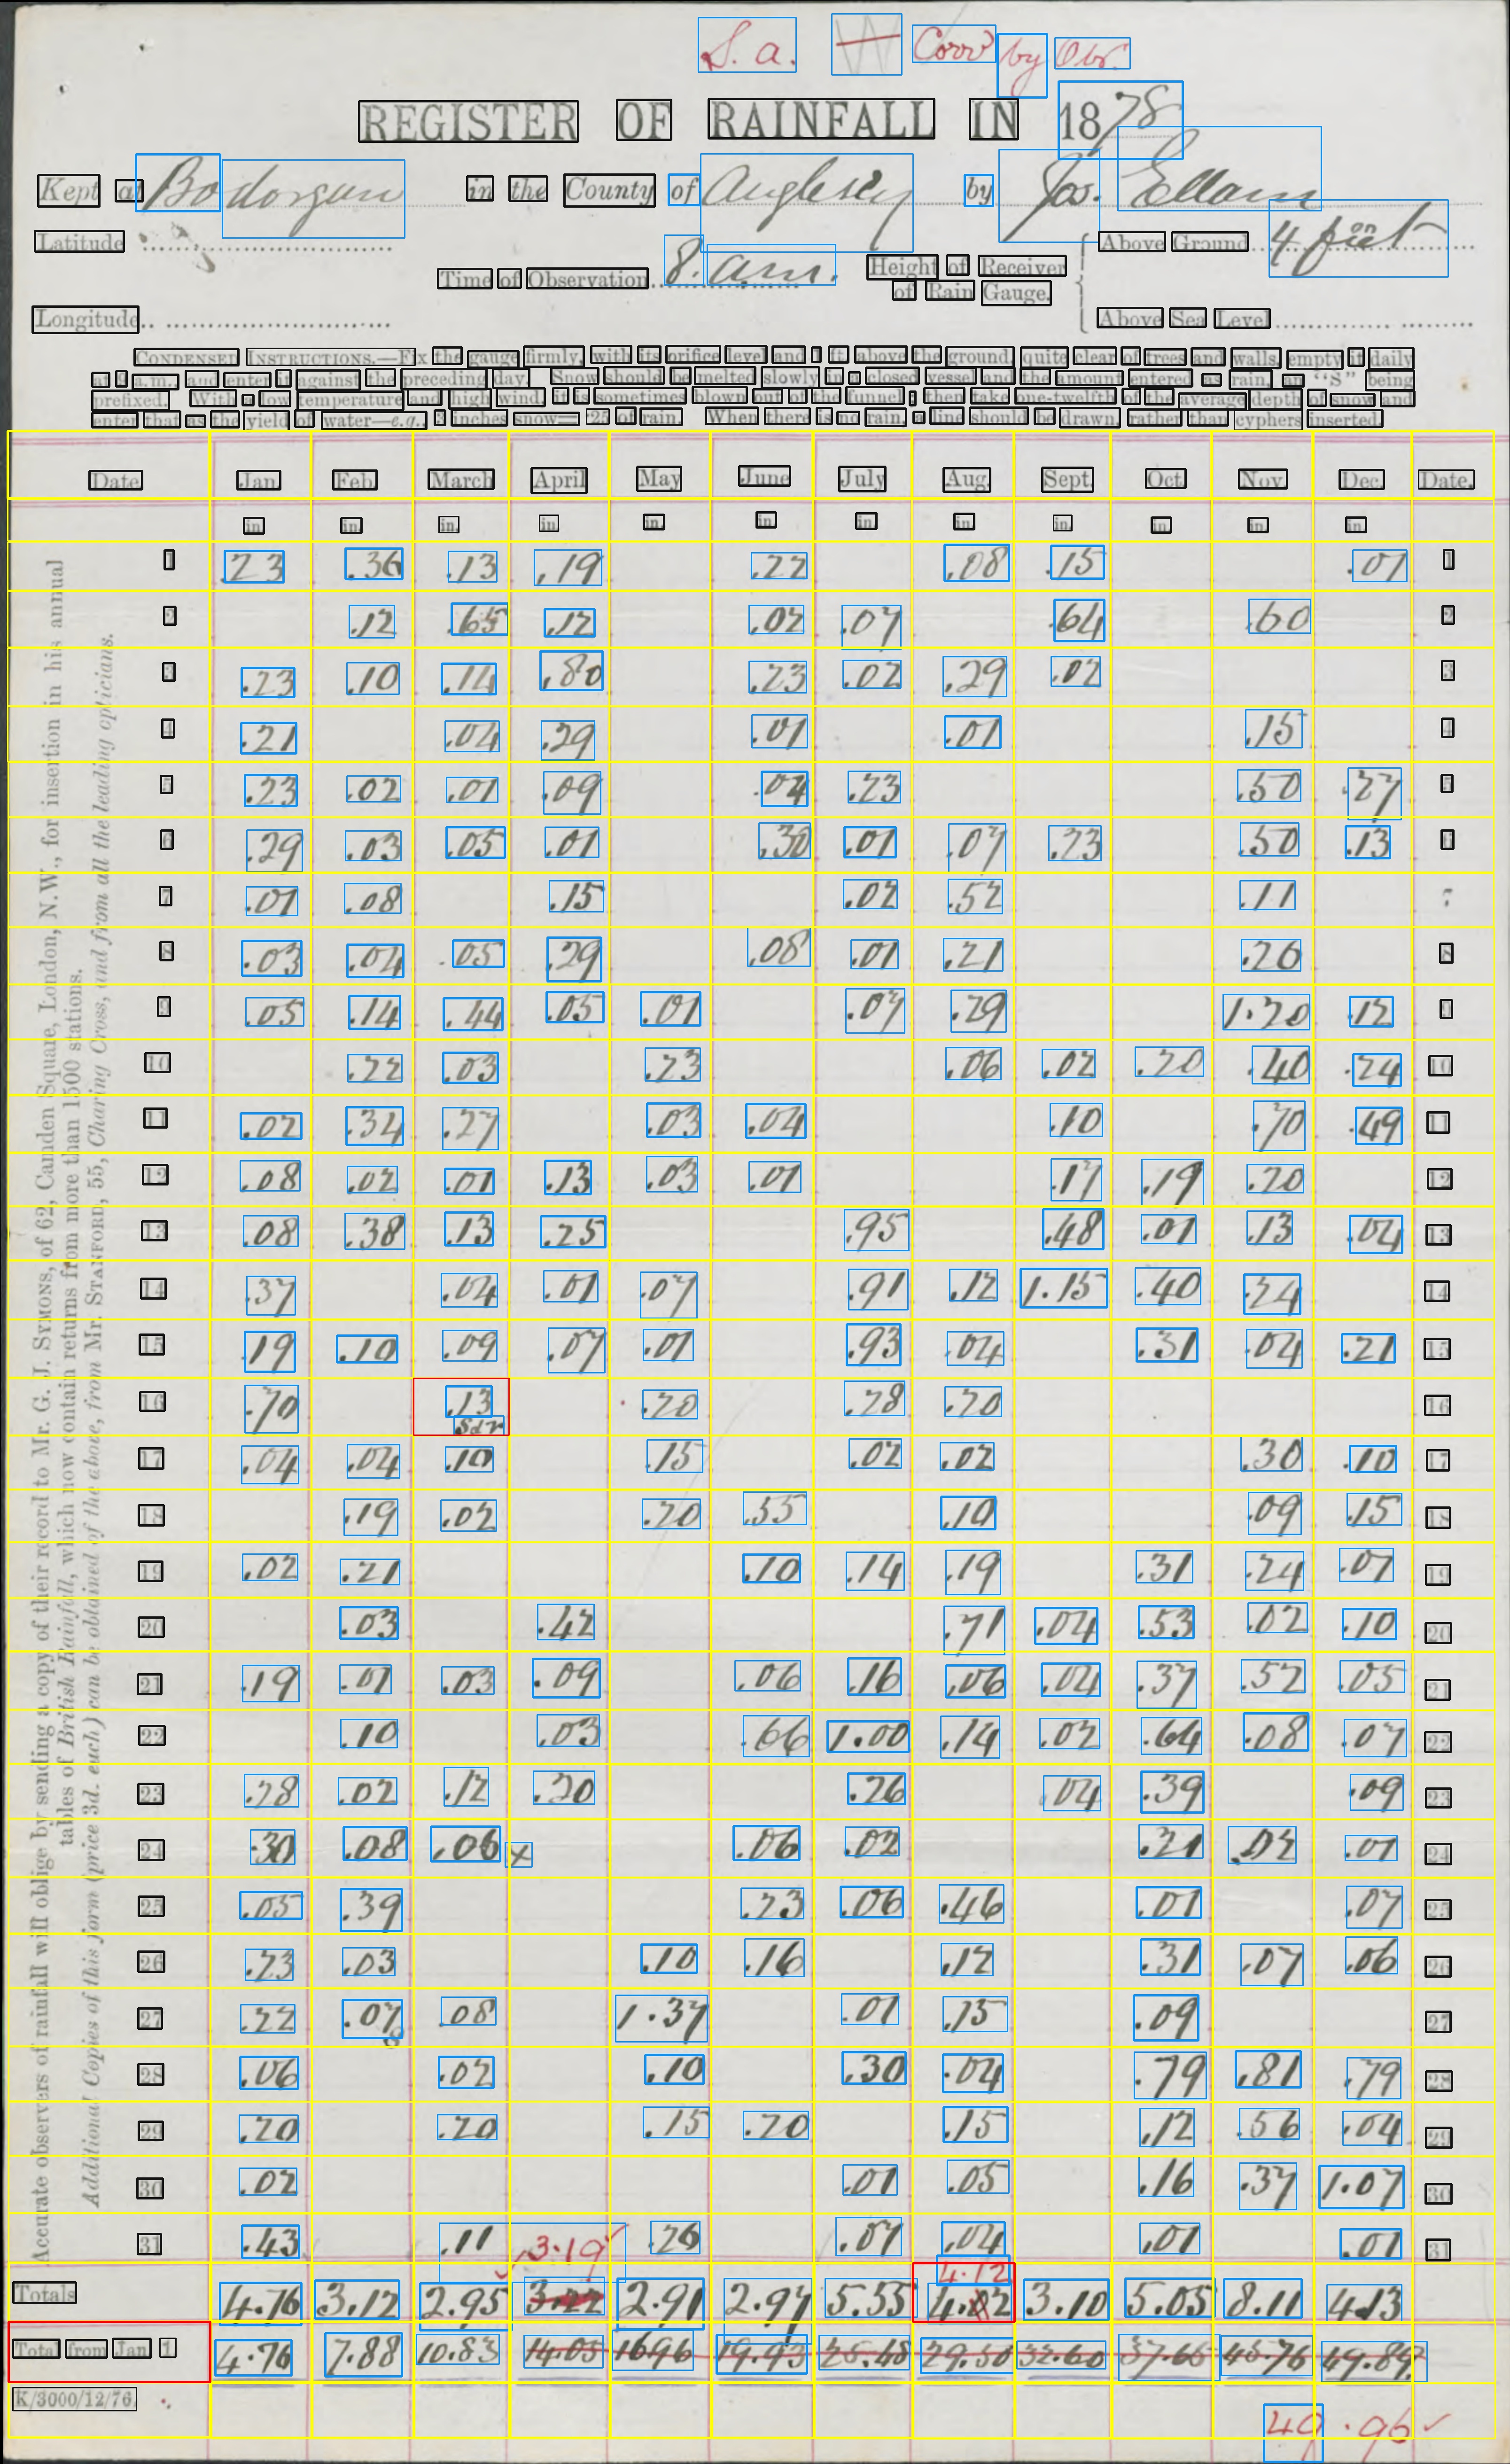 S. a. W Corr by Obr.
REGISTER OF RAINFALL IN 1878
Kept at Bodorgan in the County of Anglesey by Jas. Ellam
Latitude Above Ground 4 feet
Time of Observation 8. am. Height of Receiver
of Rain Gauge.
Longitude Above Sea Level
CONDENSED INSTRUCTIONS.—Fix the gauge firmly, with its orifice level and 1 ft. above the ground, quite clear of trees and walls, empty it daily
at 9 a.m., and enter it against the preceding day. Snow should be melted slowly in a closed vessel and the amount entered as rain, an "S" being
prefixed. With a low temperature and high wind, it is sometimes blown out of the funnel; then take one-twelfth of the average depth of snow and
enter that as the yield of water—e.g., 3 inches snow=·25 of rain. When there is no rain, a line should be drawn, rather than cyphers inserted.
Date Jan. Feb. March April May June July Aug. Sept. Oct. Nov. Dec. Date.
in. in. in. in. in. in. in. in. in. in. in. in.
1 23 .36 .13 .19 .22 .08 .15 .01 1
2 .12 .65 .12 .02 .07 .64 .60 2
3 .23 .10 .14 .80 .23 .02 .29 .02 3
4 .21 .04 .29 .01 .01 .15 4
5 .23 .02 .01 .09 .04 .23 .50 .27 5
6 .29 .03 .05 .01 .30 .01 .07 .23 .50 .13 6
7 .01 .08 .15 .02 .52 .11 7
8 .03 .04 .05 .29 .08 .01 .21 .26 8
9 .05 .14 .44 .05 .01 .07 .29 1.20 .12 9
10 .22 .03 .23 .06 .02 .20 .40 .24 10
11 .02 .34 .27 .03 .04 .10 .70 .49 11
12 .08 .02 .01 .13 .03 .01 .17 .19 .20 12
13 .08 .38 .13 .25 .95 .48 .01 .13 .04 13
14 .37 .04 .01 .07 .91 .12 1.15 .40 .24 14
15 .19 .10 .09 .07 .01 .93 .04 .31 .04 .21 15
16 .70 .13 .20 .28 .20 16
17 .04 .04 .10 .15 .02 .02 .30 .10 17
18 .19 .02 .20 .55 .10 .09 .15 18
19 .02 .21 .10 .14 .19 .31 .24 .07 19
20 .03 .42 .71 .04 .53 .02 .10 20
21 .19 .01 .03 .09 .06 .16 .06 .04 .37 .52 .05 21
22 .10 .03 .66 1.00 .14 .02 .64 .08 .07 22
23 .28 .02 .12 .20 .26 .04 .39 .09 23
24 .30 .08 .06 x .06 .02 .21 .02 .01 24
25 .05 .39 .23 .06 .46 .01 .07 25
26 .23 .03 .10 .16 .12 .31 .07 .06 26
27 .22 .07 .08 1.37 .01 .15 .09 27
28 .06 .02 .10 .30 .04 .79 .81 .79 28
29 .20 .20 .15 .20 .15 .12 .56 .04 29
30 .02 .01 .05 .16 .37 1.07 30
31 .43 .11 .26 .07 .04 .01 .01 31
3.19 4.12
Totals 4.76 3.12 2.95 3.22 2.91 2.97 5.55 4.02 3.10 5.05 8.11 4.13
Total from Jan. 1 4.76 7.88 10.83 14.05 16.96 19.93 25.48 29.50 32.60 37.65 45.76 49.89
K/3000/12/76.
49.96 ✓
Accurate observers of rainfall will oblige by sending a copy of their record to Mr. G. J. SYMONS, of 62, Camden Square, London, N.W., for insertion in his annual
tables of British Rainfall, which now contain returns from more than 1500 stations.
Additional Copies of this form (price 3d. each) can be obtained of the above, from Mr. STANFORD, 55, Charing Cross, and from all the leading opticians.